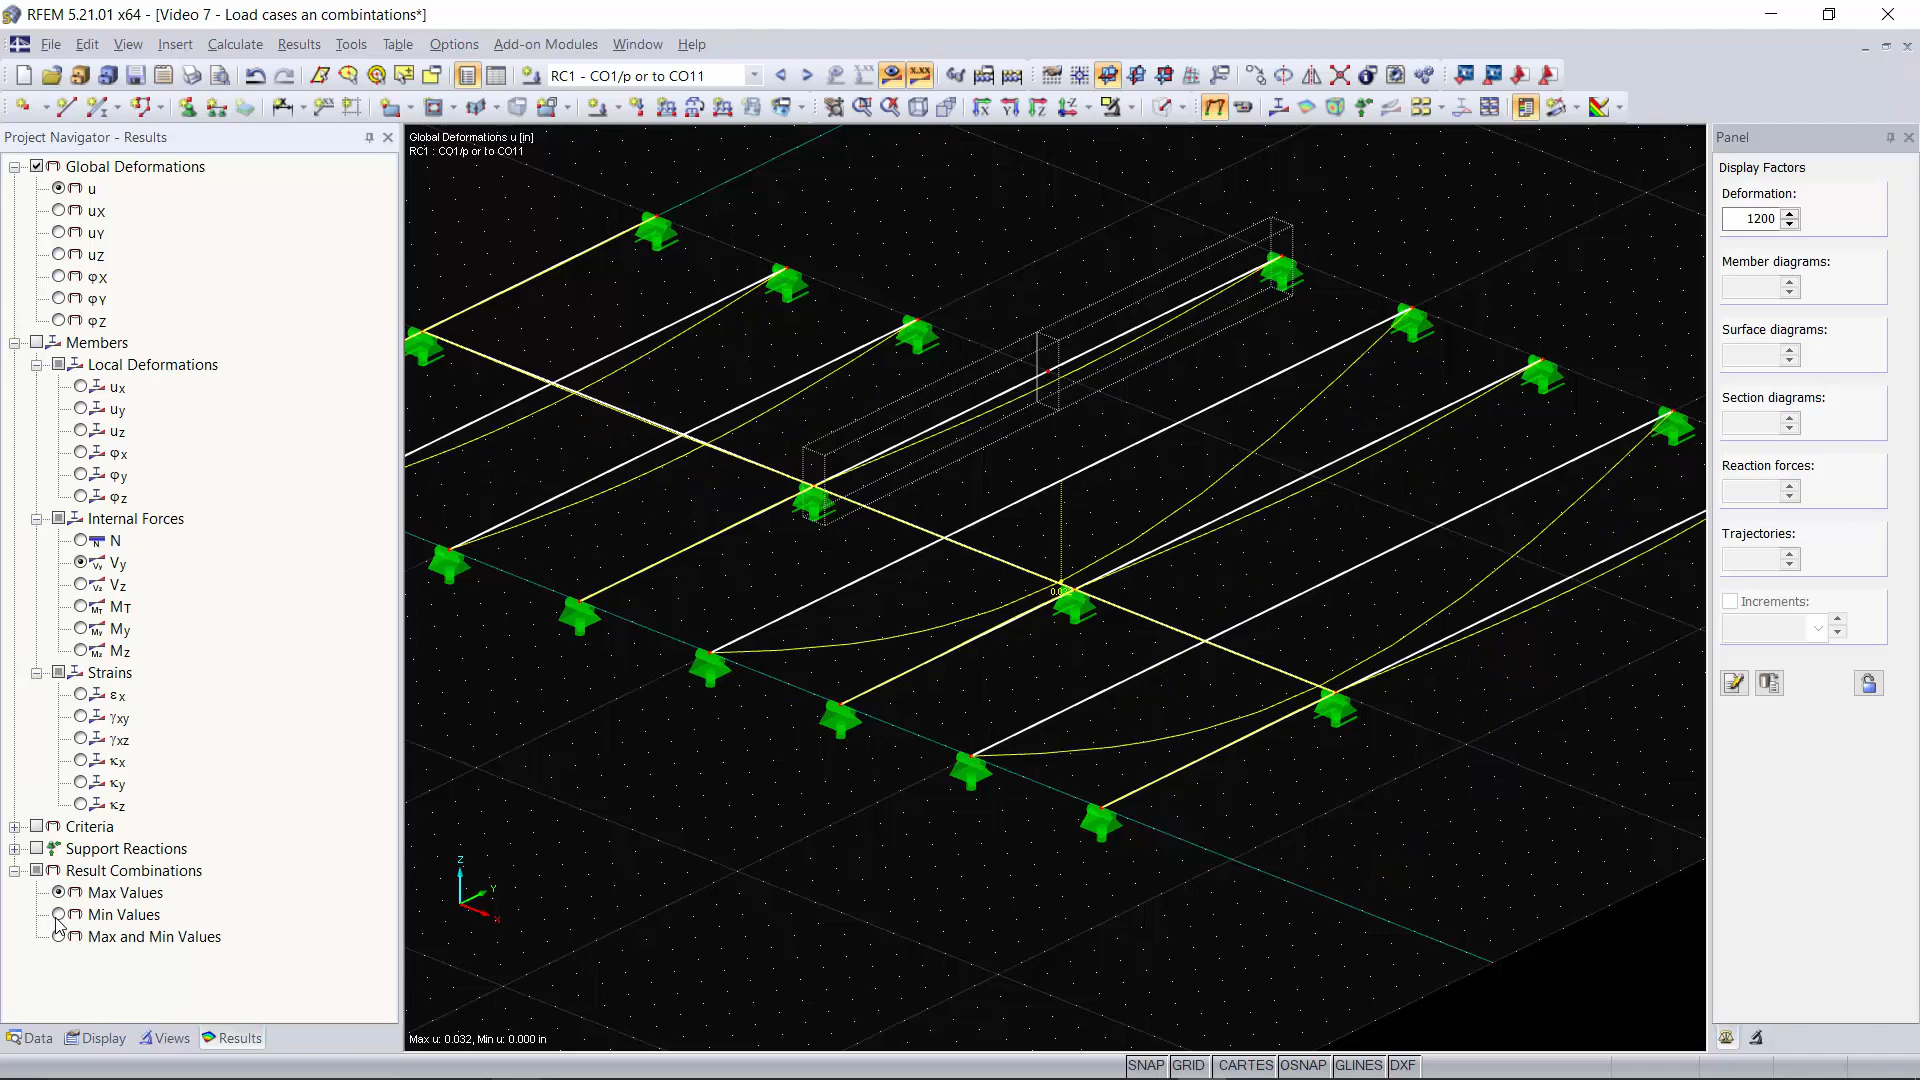 RFEM 5.21.01 x64 - [Video 7 - Load cases an combintations*]
File Edit View Insert Calculate Results Tools Table Options Add-on Modules Window Help
RC1 - CO1/p or to CO11
Project Navigator - Results
Global Deformations
u
uX
uY
uZ
φX
φY
φZ
Members
Local Deformations
ux
uy
uz
φx
φy
φz
Internal Forces
N
Vy
Vz
MT
My
Mz
Strains
εx
γxy
γxz
κx
κy
κz
Criteria
Support Reactions
Result Combinations
Max Values
Min Values
Max and Min Values
Data Display Views Results
Global Deformations u [in]
RC1 : CO1/p or to CO11
Z
Y
X
Max u: 0.032, Min u: 0.000 in
Panel
Display Factors
Deformation:
1200
Member diagrams:
Surface diagrams:
Section diagrams:
Reaction forces:
Trajectories:
Increments:
SNAP GRID CARTES OSNAP GLINES DXF